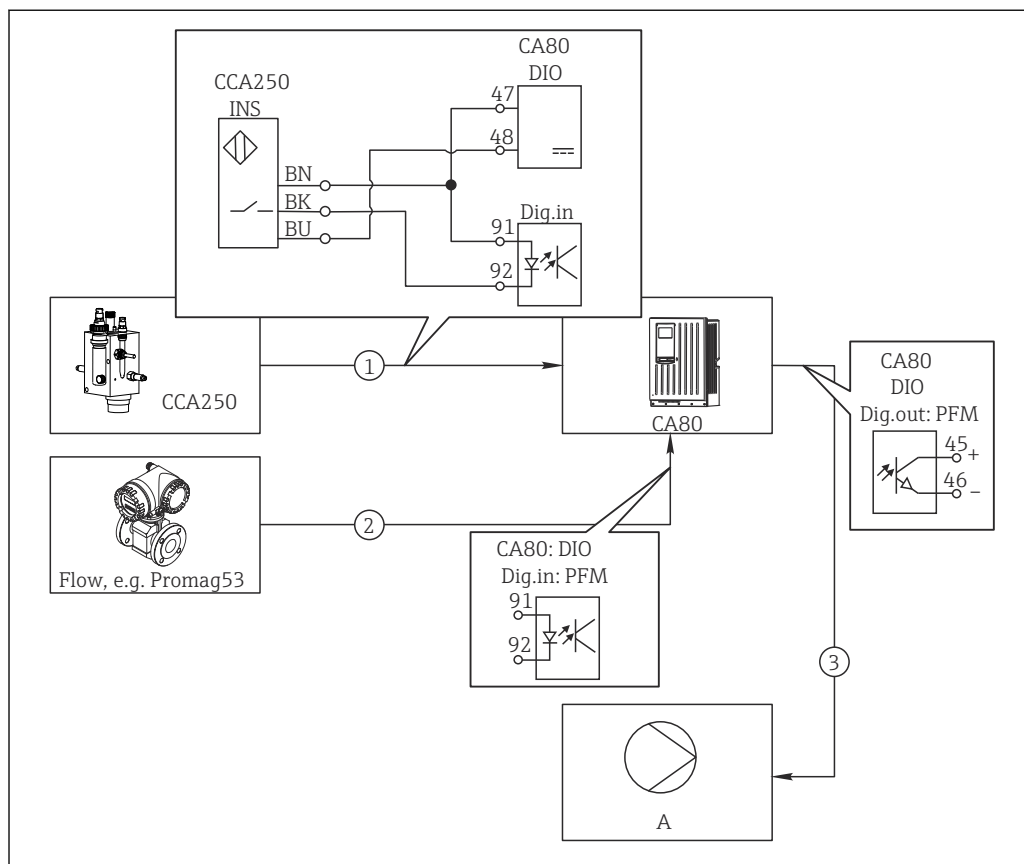 CA80
DIO
CCA250
INS
47
48
BN
BK
BU
Dig.in
91
92
1
CCA250
CA80
CA80
DIO
Dig.out: PFM
45 +
46 −
2
Flow, e.g. Promag53
CA80: DIO
Dig.in: PFM
91
92
3
A